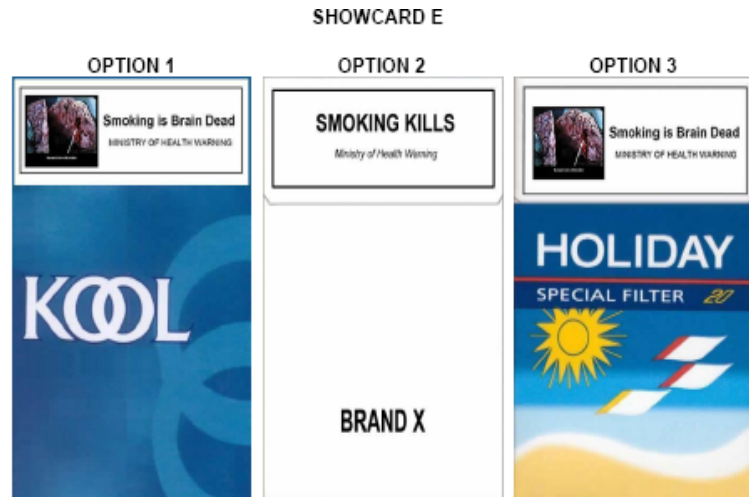 SHOWCARD E
OPTION 1
OPTION 2
OPTION 3
Smoking is Brain Dead
MINISTRY OF HEALTH WARNING
KOOL
SMOKING KILLS
Ministry of Health Warning
BRAND X
Smoking is Brain Dead
MINISTRY OF HEALTH WARNING
HOLIDAY
SPECIAL FILTER 20